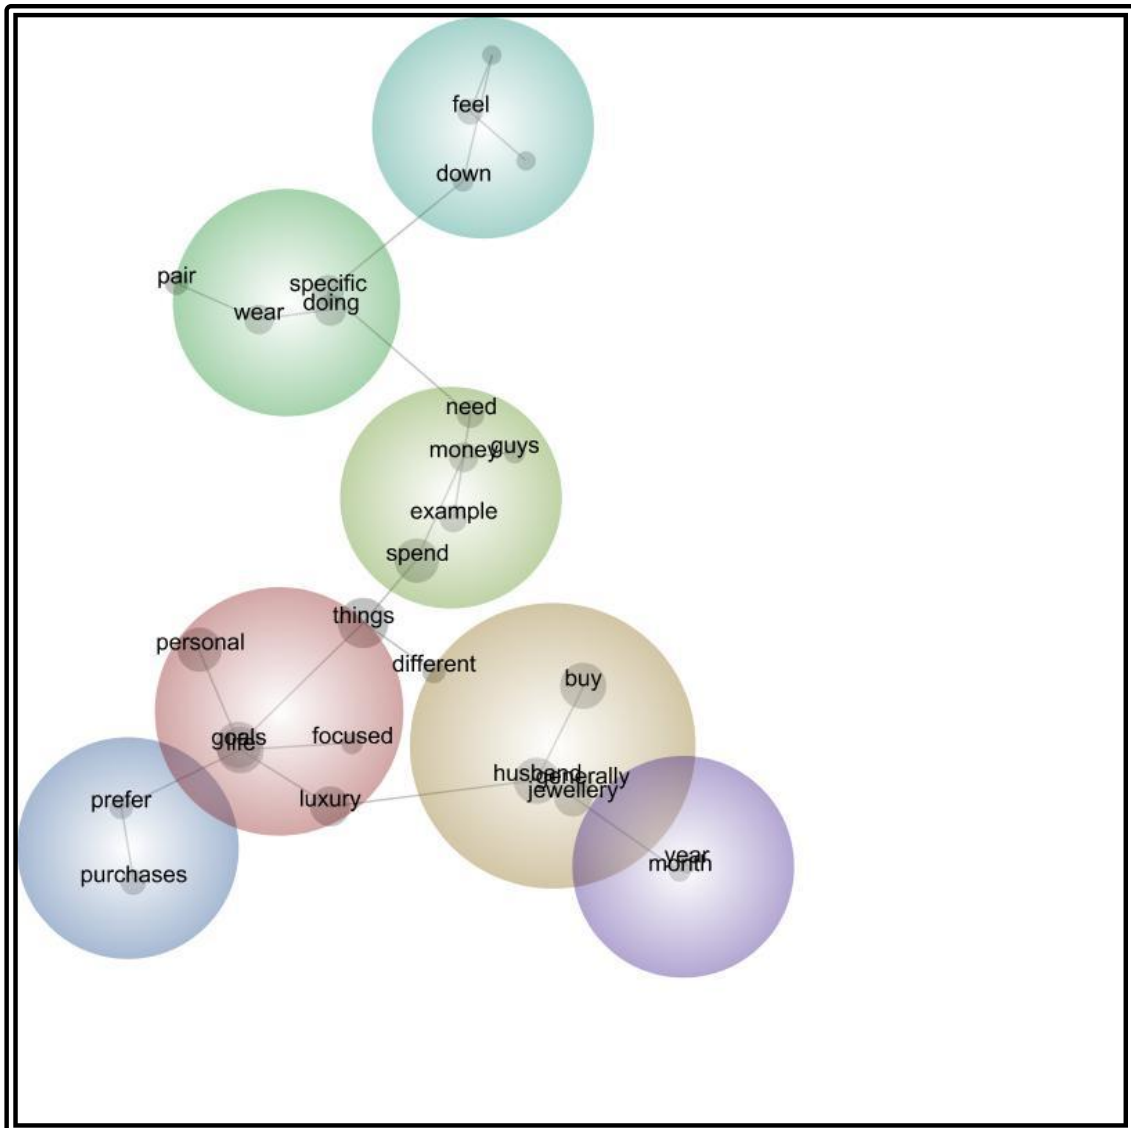 feel
down
pair
specific
doing
wear
need
money
guys
example
spend
things
personal
different
buy
goals
life
focused
husband
generally
jewellery
prefer
luxury
year
month
purchases